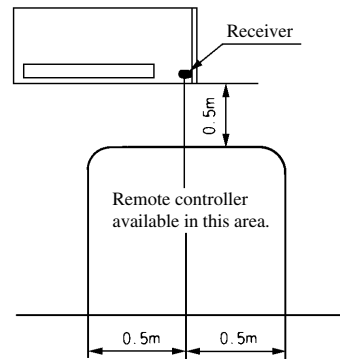 Receiver
0.5m
Remote controller
available in this area.
0.5m 0.5m